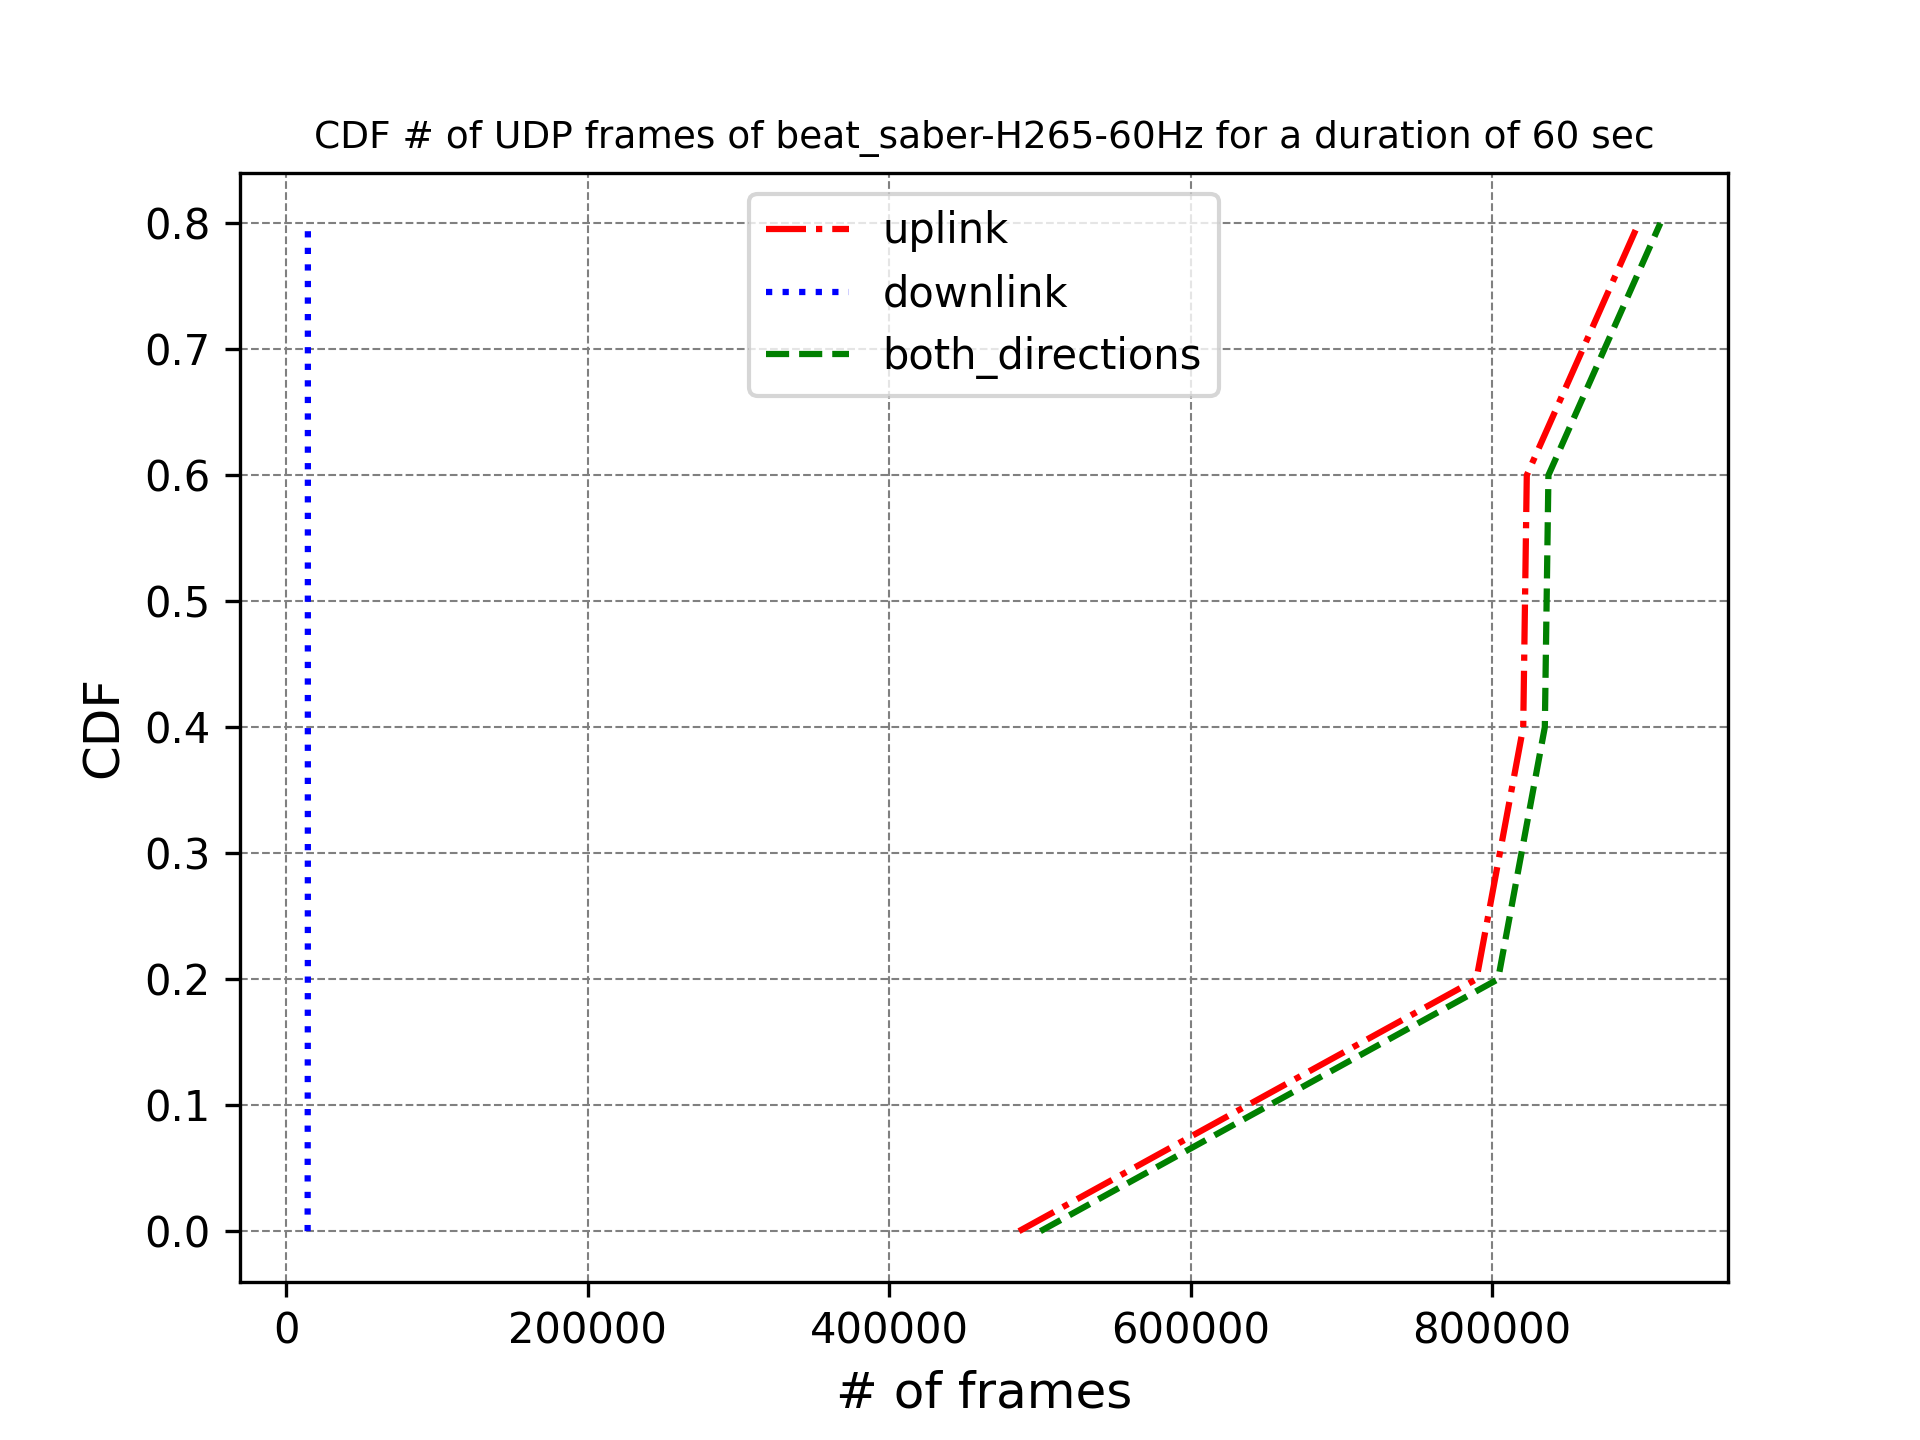 CDF # of UDP frames of beat_saber-H265-60Hz for a duration of 60 sec
uplink
downlink
both_directions
0.8
0.7
0.6
0.5
0.4
0.3
0.2
0.1
0.0
CDF
0 200000 400000 600000 800000
# of frames